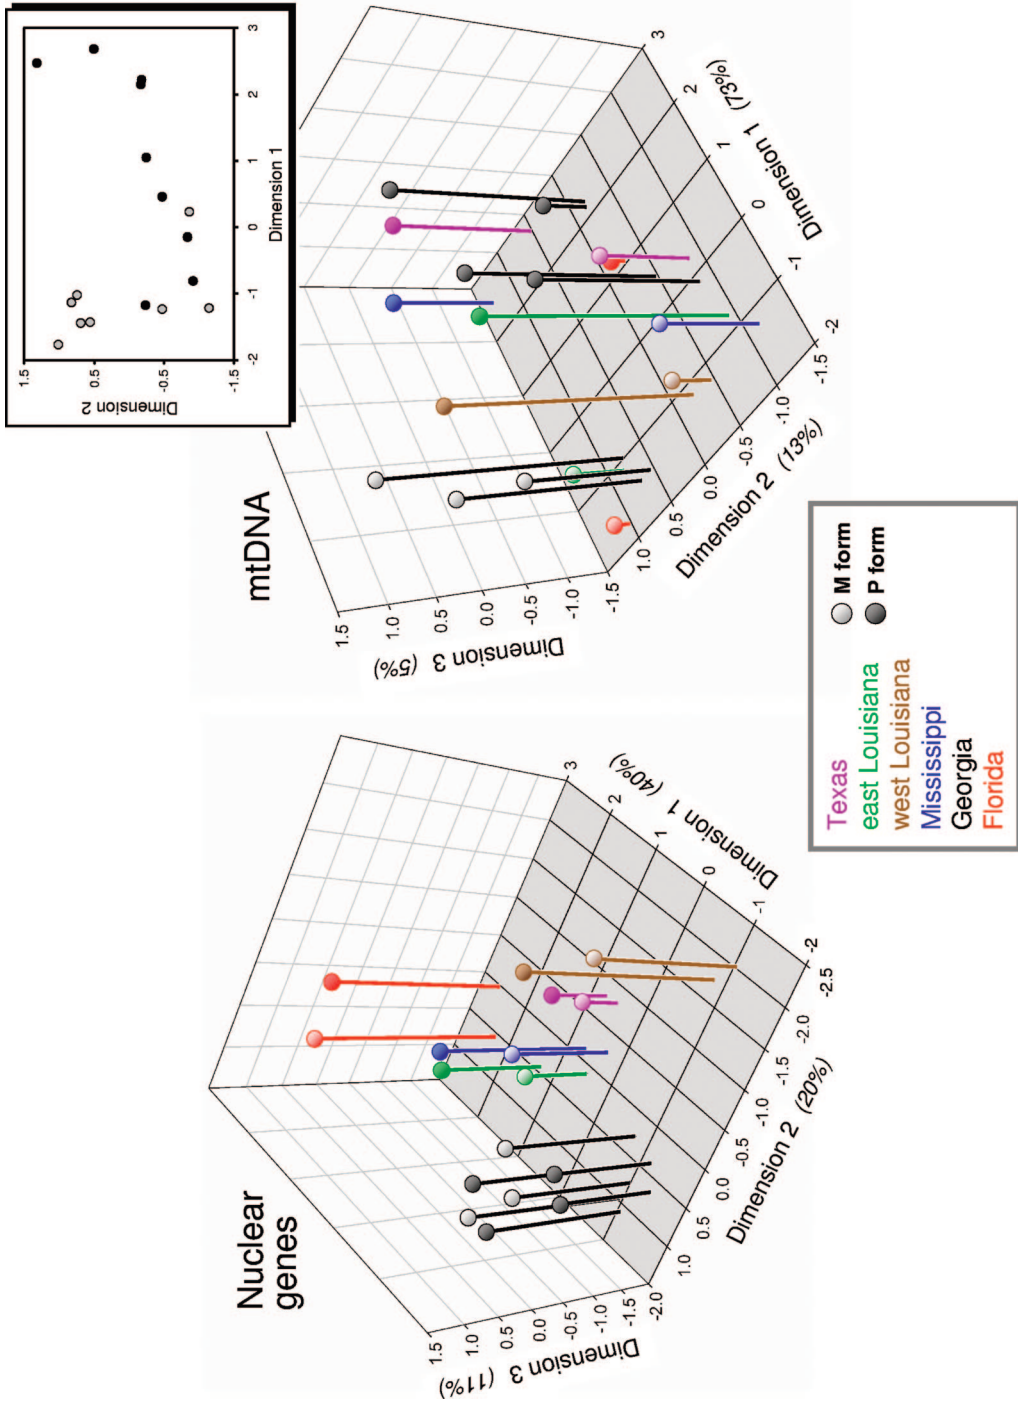 Nuclear
genes
1.5
1.0
0.5
0.0
-0.5
-1.0
-1.5
-2.0
Dimension 3 (11%)
1.0
0.5
0.0
-0.5
-1.0
-1.5
-2.0
-2.5
Dimension 2 (20%)
-2
-1
0
1
2
3
Dimension 1 (40%)
mtDNA
1.5
1.0
0.5
0.0
-0.5
-1.0
-1.5
Dimension 3 (5%)
1.0
0.5
0.0
-0.5
-1.0
-1.5
Dimension 2 (13%)
-2
-1
0
1
2
3
Dimension 1 (73%)
1.5
0.5
-0.5
-1.5
Dimension 2
-2
-1
0
1
2
3
Dimension 1
Texas
east Louisiana
west Louisiana
Mississippi
Georgia
Florida
M form
P form